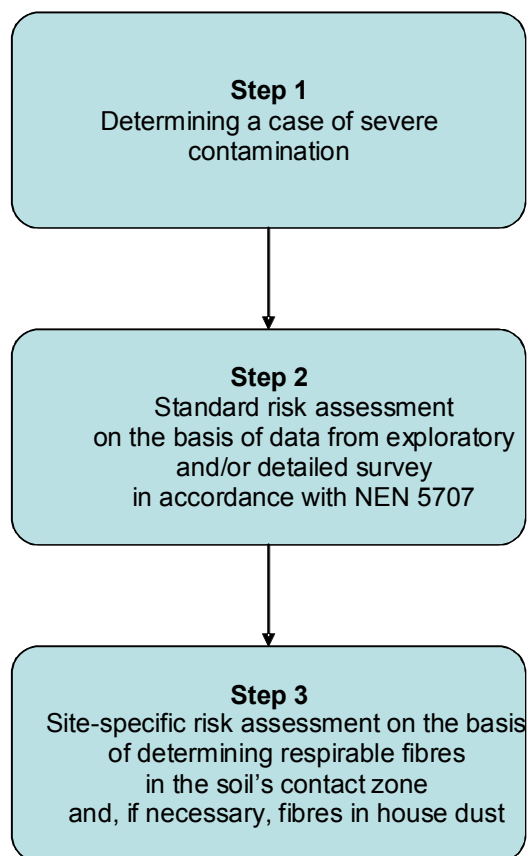 Step 1
Determining a case of severe
contamination
Step 2
Standard risk assessment
on the basis of data from exploratory
and/or detailed survey
in accordance with NEN 5707
Step 3
Site-specific risk assessment on the basis
of determining respirable fibres
in the soil's contact zone
and, if necessary, fibres in house dust